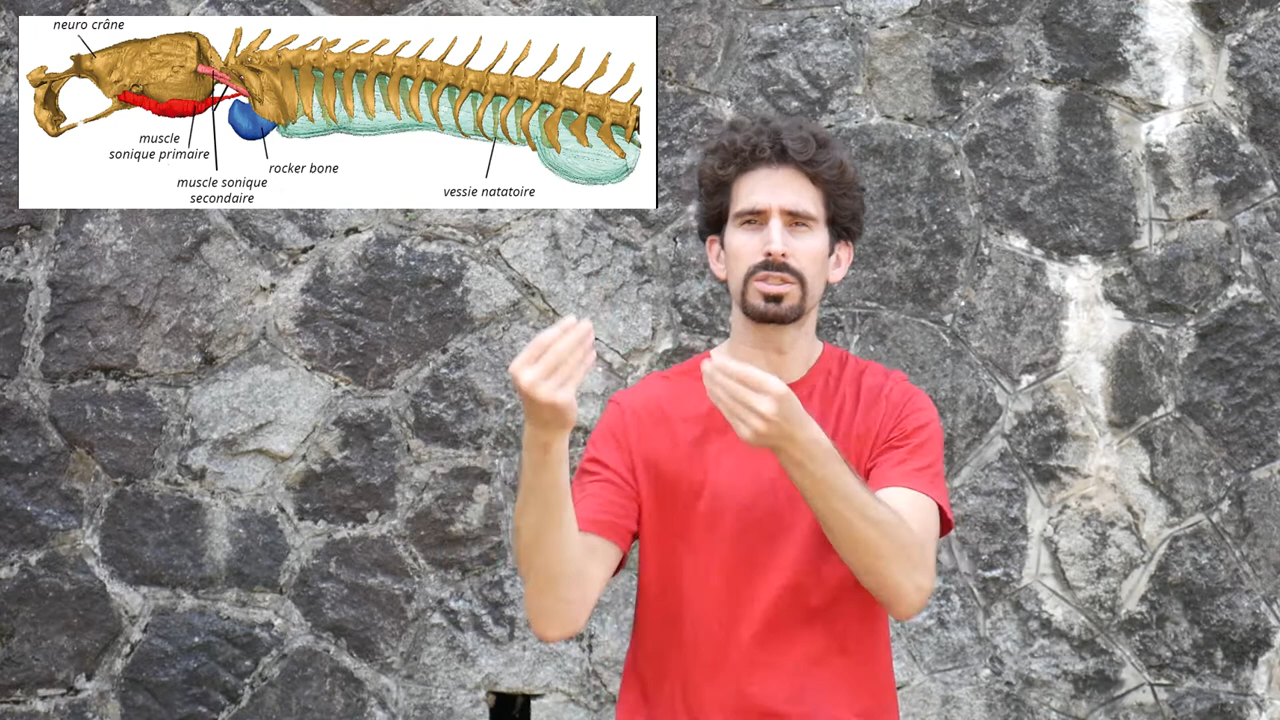 neuro crâne
muscle
sonique primaire
rocker bone
muscle sonique
secondaire
vessie natatoire